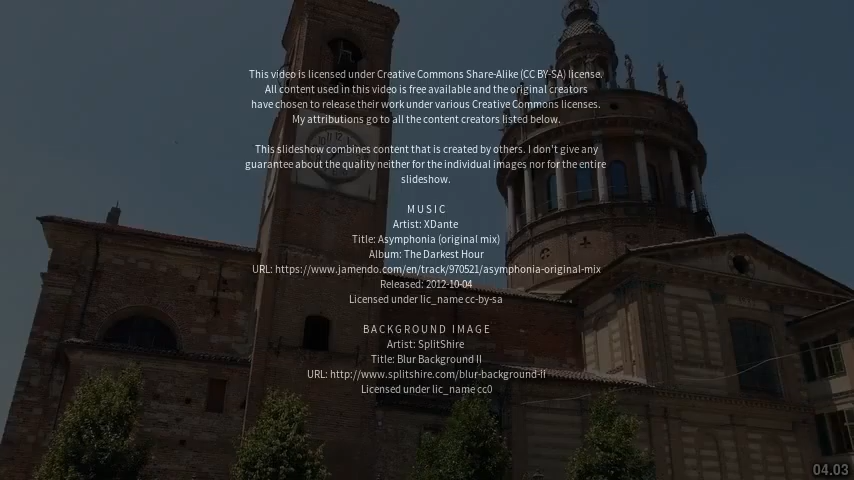 This video is licensed under Creative Commons Share-Alike (CC BY-SA) license.
All content used in this video is free available and the original creators
have chosen to release their work under various Creative Commons licenses.
My attributions go to all the content creators listed below.
This slideshow combines content that is created by others. I don't give any
guarantee about the quality neither for the individual images nor for the entire
slideshow.
MUSIC
Artist: XDante
Title: Asymphonia (original mix)
Album: The Darkest Hour
URL: https://www.jamendo.com/en/track/970521/asymphonia-original-mix
Released: 2012-10-04
Licensed under lic_name cc-by-sa
BACKGROUND IMAGE
Artist: SplitShire
Title: Blur Background II
URL: http://www.splitshire.com/blur-background-II
Licensed under lic_name cc0
04.03